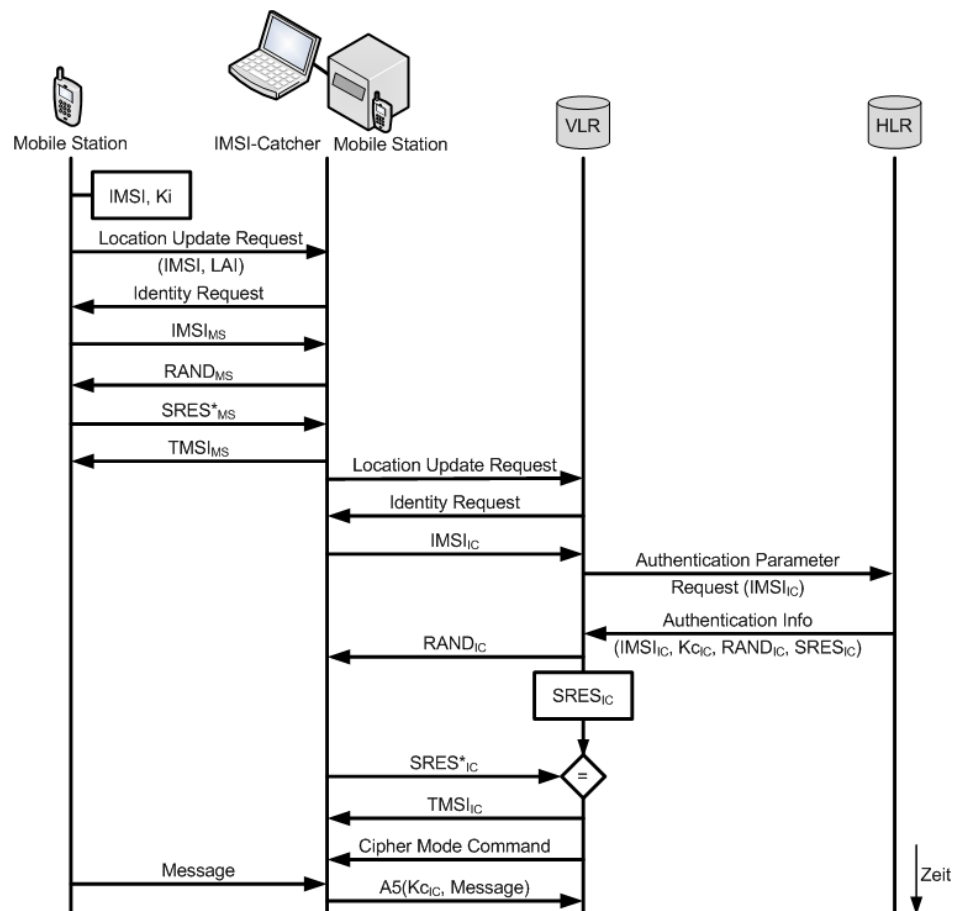 Mobile Station
IMSI-Catcher
Mobile Station
VLR
HLR
IMSI, Ki
Location Update Request
(IMSI, LAI)
Identity Request
IMSI_MS
RAND_MS
SRES*_MS
TMSI_MS
Location Update Request
Identity Request
IMSI_IC
Authentication Parameter
Request (IMSI_IC)
Authentication Info
(IMSI_IC, Kc_IC, RAND_IC, SRES_IC)
RAND_IC
SRES_IC
SRES*_IC
=
TMSI_IC
Cipher Mode Command
Message
A5(Kc_IC, Message)
Zeit